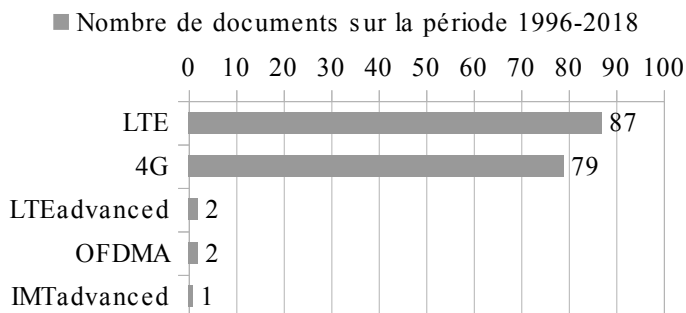 Nombre de documents sur la période 1996-2018
0 10 20 30 40 50 60 70 80 90 100
LTE 87
4G 79
LTEadvanced 2
OFDMA 2
IMTadvanced 1